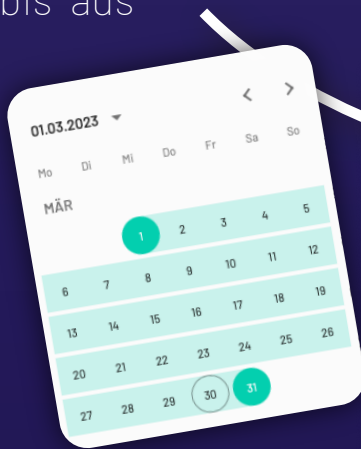 bis aus
01.03.2023
Mo Di Mi Do Fr Sa So
MÄR
1 2 3 4 5
6 7 8 9 10 11 12
13 14 15 16 17 18 19
20 21 22 23 24 25 26
27 28 29 30 31